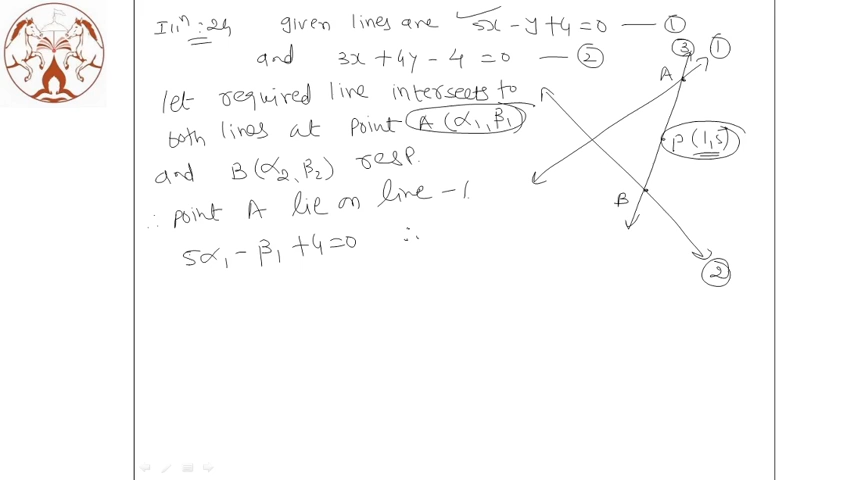 Illⁿ :- 24 given lines are 5x - y + 4 = 0 — ①
and 3x + 4y - 4 = 0 — ②
let required line intersects to
both lines at point A (α₁, β₁)
and B(α₂, β₂) resp.
∴ point A lie on line - 1.
5α₁ - β₁ + 4 = 0 ∴
③
①
A
P (1,5)
B
②